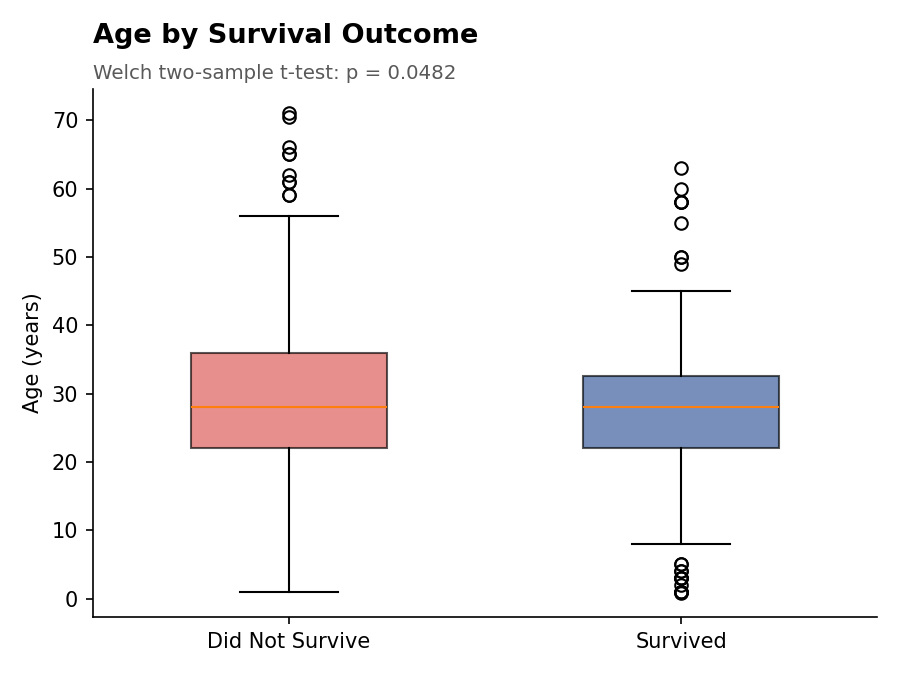 Age by Survival Outcome
Welch two-sample t-test: p = 0.0482
Age (years)
70
60
50
40
30
20
10
0
Did Not Survive
Survived